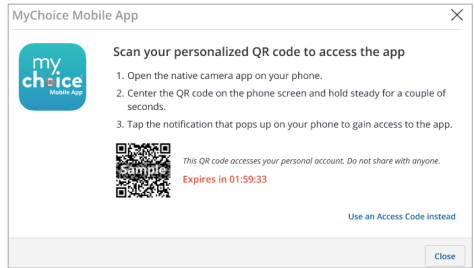 MyChoice Mobile App
my
choice
Mobile App
Scan your personalized QR code to access the app
1. Open the native camera app on your phone.
2. Center the QR code on the phone screen and hold steady for a couple of
seconds.
3. Tap the notification that pops up on your phone to gain access to the app.
Sample
This QR code accesses your personal account. Do not share with anyone.
Expires in 01:59:33
Use an Access Code instead
Close